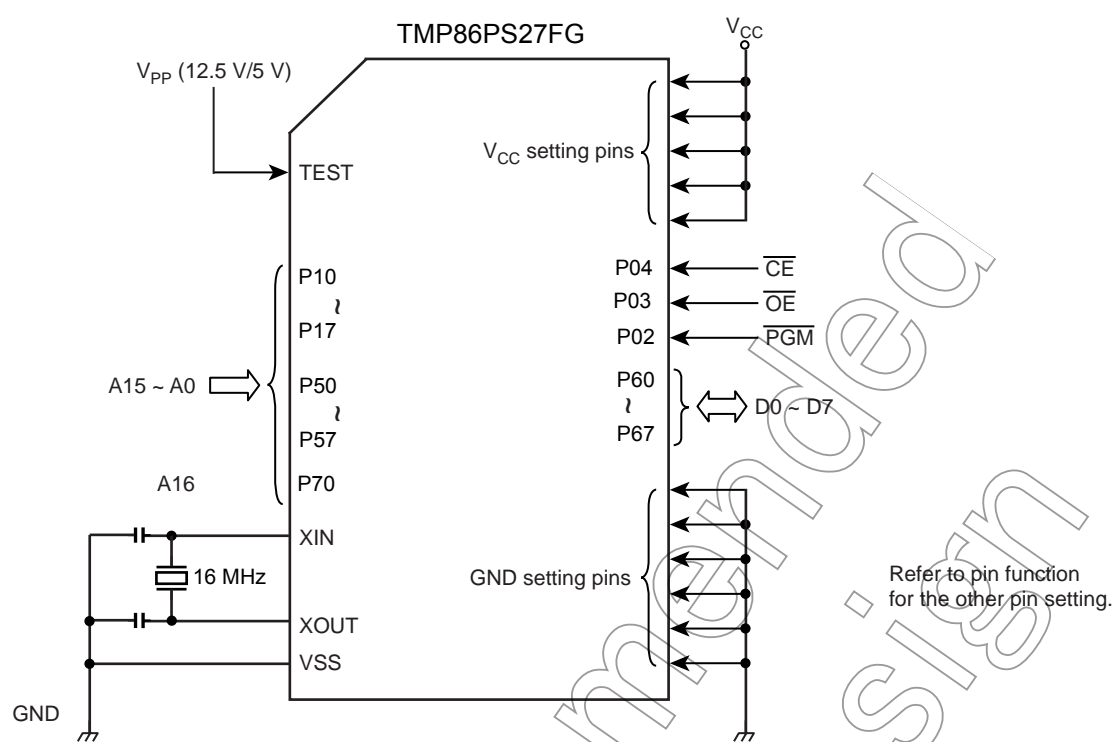 TMP86PS27FG
VCC
VPP (12.5 V/5 V)
VCC setting pins
TEST
P04
CE
P10
P03
OE
~
P17
P02
PGM
A15 ~ A0
P50
P60
~
~
D0 ~ D7
P57
P67
A16
P70
XIN
16 MHz
GND setting pins
Refer to pin function
for the other pin setting.
XOUT
VSS
GND
mended
sign